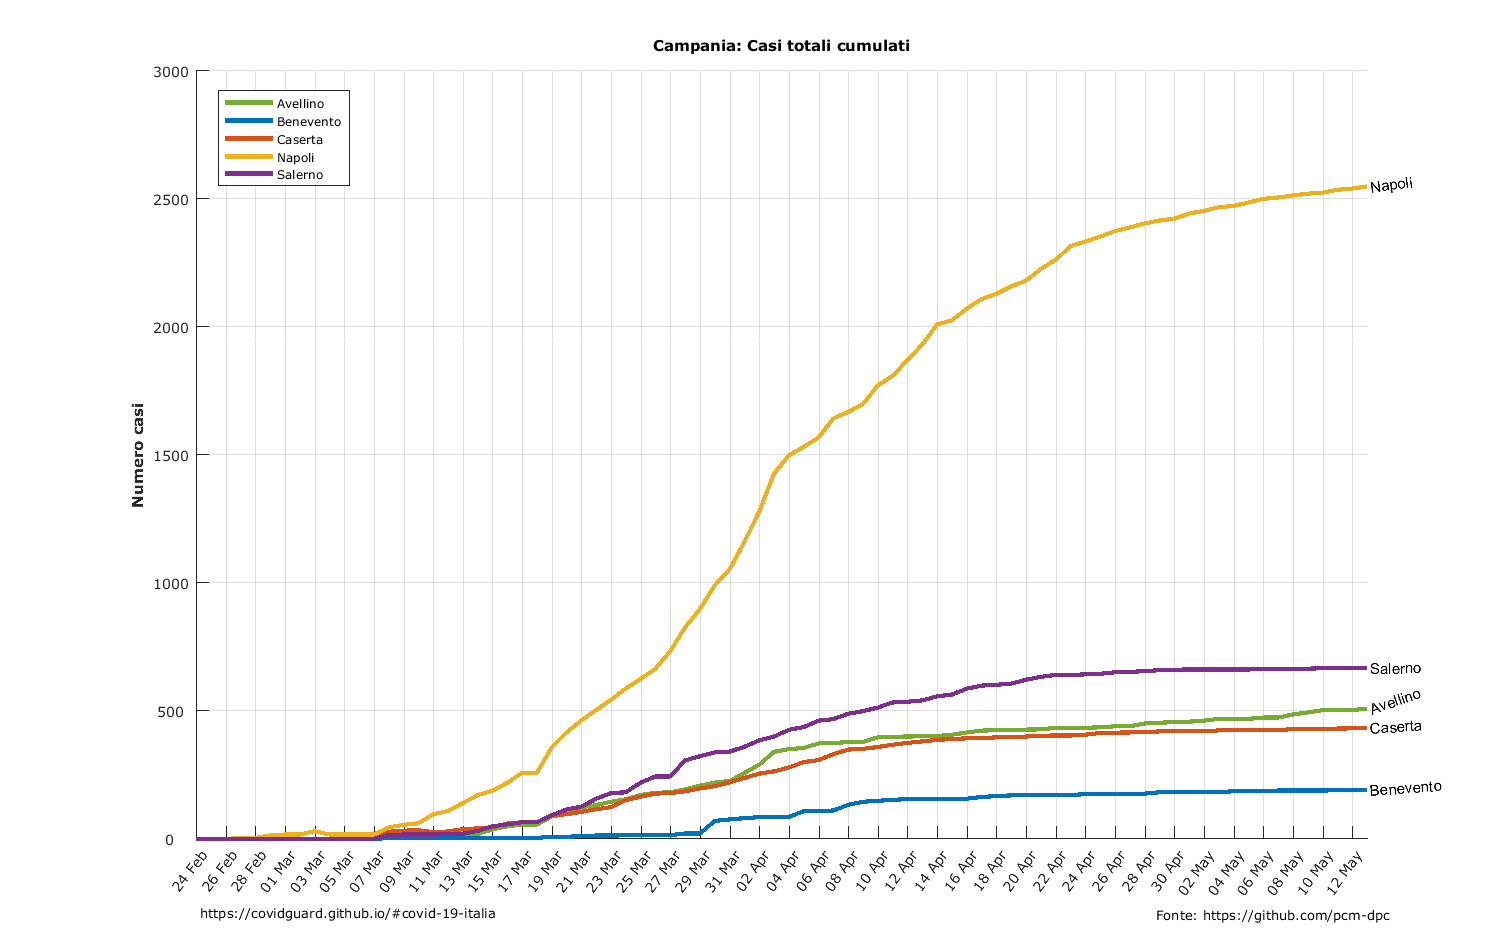 Campania: Casi totali cumulati
3000
2500
2000
1500
1000
500
0
Numero casi
Avellino
Benevento
Caserta
Napoli
Salerno
Napoli
Salerno
Avellino
Caserta
Benevento
24 Feb
26 Feb
28 Feb
01 Mar
03 Mar
05 Mar
07 Mar
09 Mar
11 Mar
13 Mar
15 Mar
17 Mar
19 Mar
21 Mar
23 Mar
25 Mar
27 Mar
29 Mar
31 Mar
02 Apr
04 Apr
06 Apr
08 Apr
10 Apr
12 Apr
14 Apr
16 Apr
18 Apr
20 Apr
22 Apr
24 Apr
26 Apr
28 Apr
30 Apr
02 May
04 May
06 May
08 May
10 May
12 May
https://covidguard.github.io/#covid-19-italia
Fonte: https://github.com/pcm-dpc